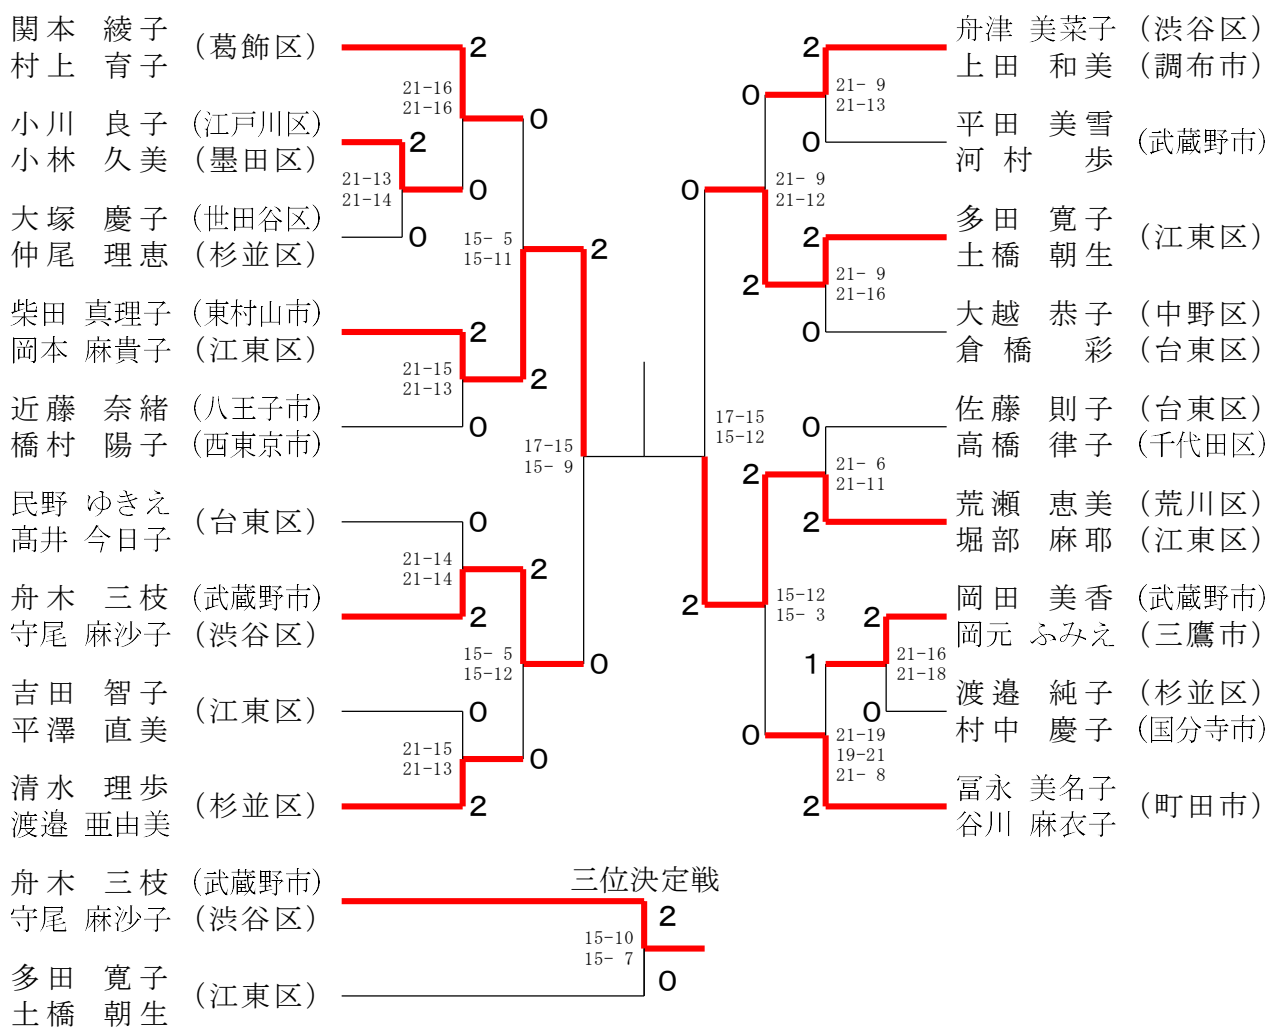 関本 綾子
村上 育子
(葛飾区)
小川 良子 (江戸川区)
小林 久美 (墨田区)
大塚 慶子 (世田谷区)
仲尾 理恵 (杉並区)
柴田 真理子 (東村山市)
岡本 麻貴子 (江東区)
近藤 奈緒 (八王子市)
橋村 陽子 (西東京市)
民野 ゆきえ
髙井 今日子
(台東区)
舟木 三枝 (武蔵野市)
守尾 麻沙子 (渋谷区)
吉田 智子
平澤 直美
(江東区)
清水 理歩
渡邉 亜由美
(杉並区)
2
21-16
21-16
0
2
21-13
21-14
0
0
15- 5
15-11
2
2
21-15
21-13
2
0
17-15
15- 9
0
21-14
21-14
2
2
15- 5
15-12
0
0
21-15
21-13
0
2
舟津 美菜子 (渋谷区)
上田 和美 (調布市)
平田 美雪
河村 歩
(武蔵野市)
多田 寛子
土橋 朝生
(江東区)
大越 恭子 (中野区)
倉橋 彩 (台東区)
佐藤 則子 (台東区)
高橋 律子 (千代田区)
荒瀬 恵美 (荒川区)
堀部 麻耶 (江東区)
岡田 美香 (武蔵野市)
岡元 ふみえ (三鷹市)
渡邉 純子 (杉並区)
村中 慶子 (国分寺市)
冨永 美名子
谷川 麻衣子
(町田市)
2
0
21- 9
21-13
0
0
21- 9
21-12
2
2
21- 9
21-16
0
17-15
15-12
0
2
21- 6
21-11
2
2
15-12
15- 3
2
1
21-16
21-18
0
0
21-19
19-21
21- 8
2
三位決定戦
舟木 三枝 (武蔵野市)
守尾 麻沙子 (渋谷区)
2
15-10
15- 7
0
多田 寛子
土橋 朝生
(江東区)